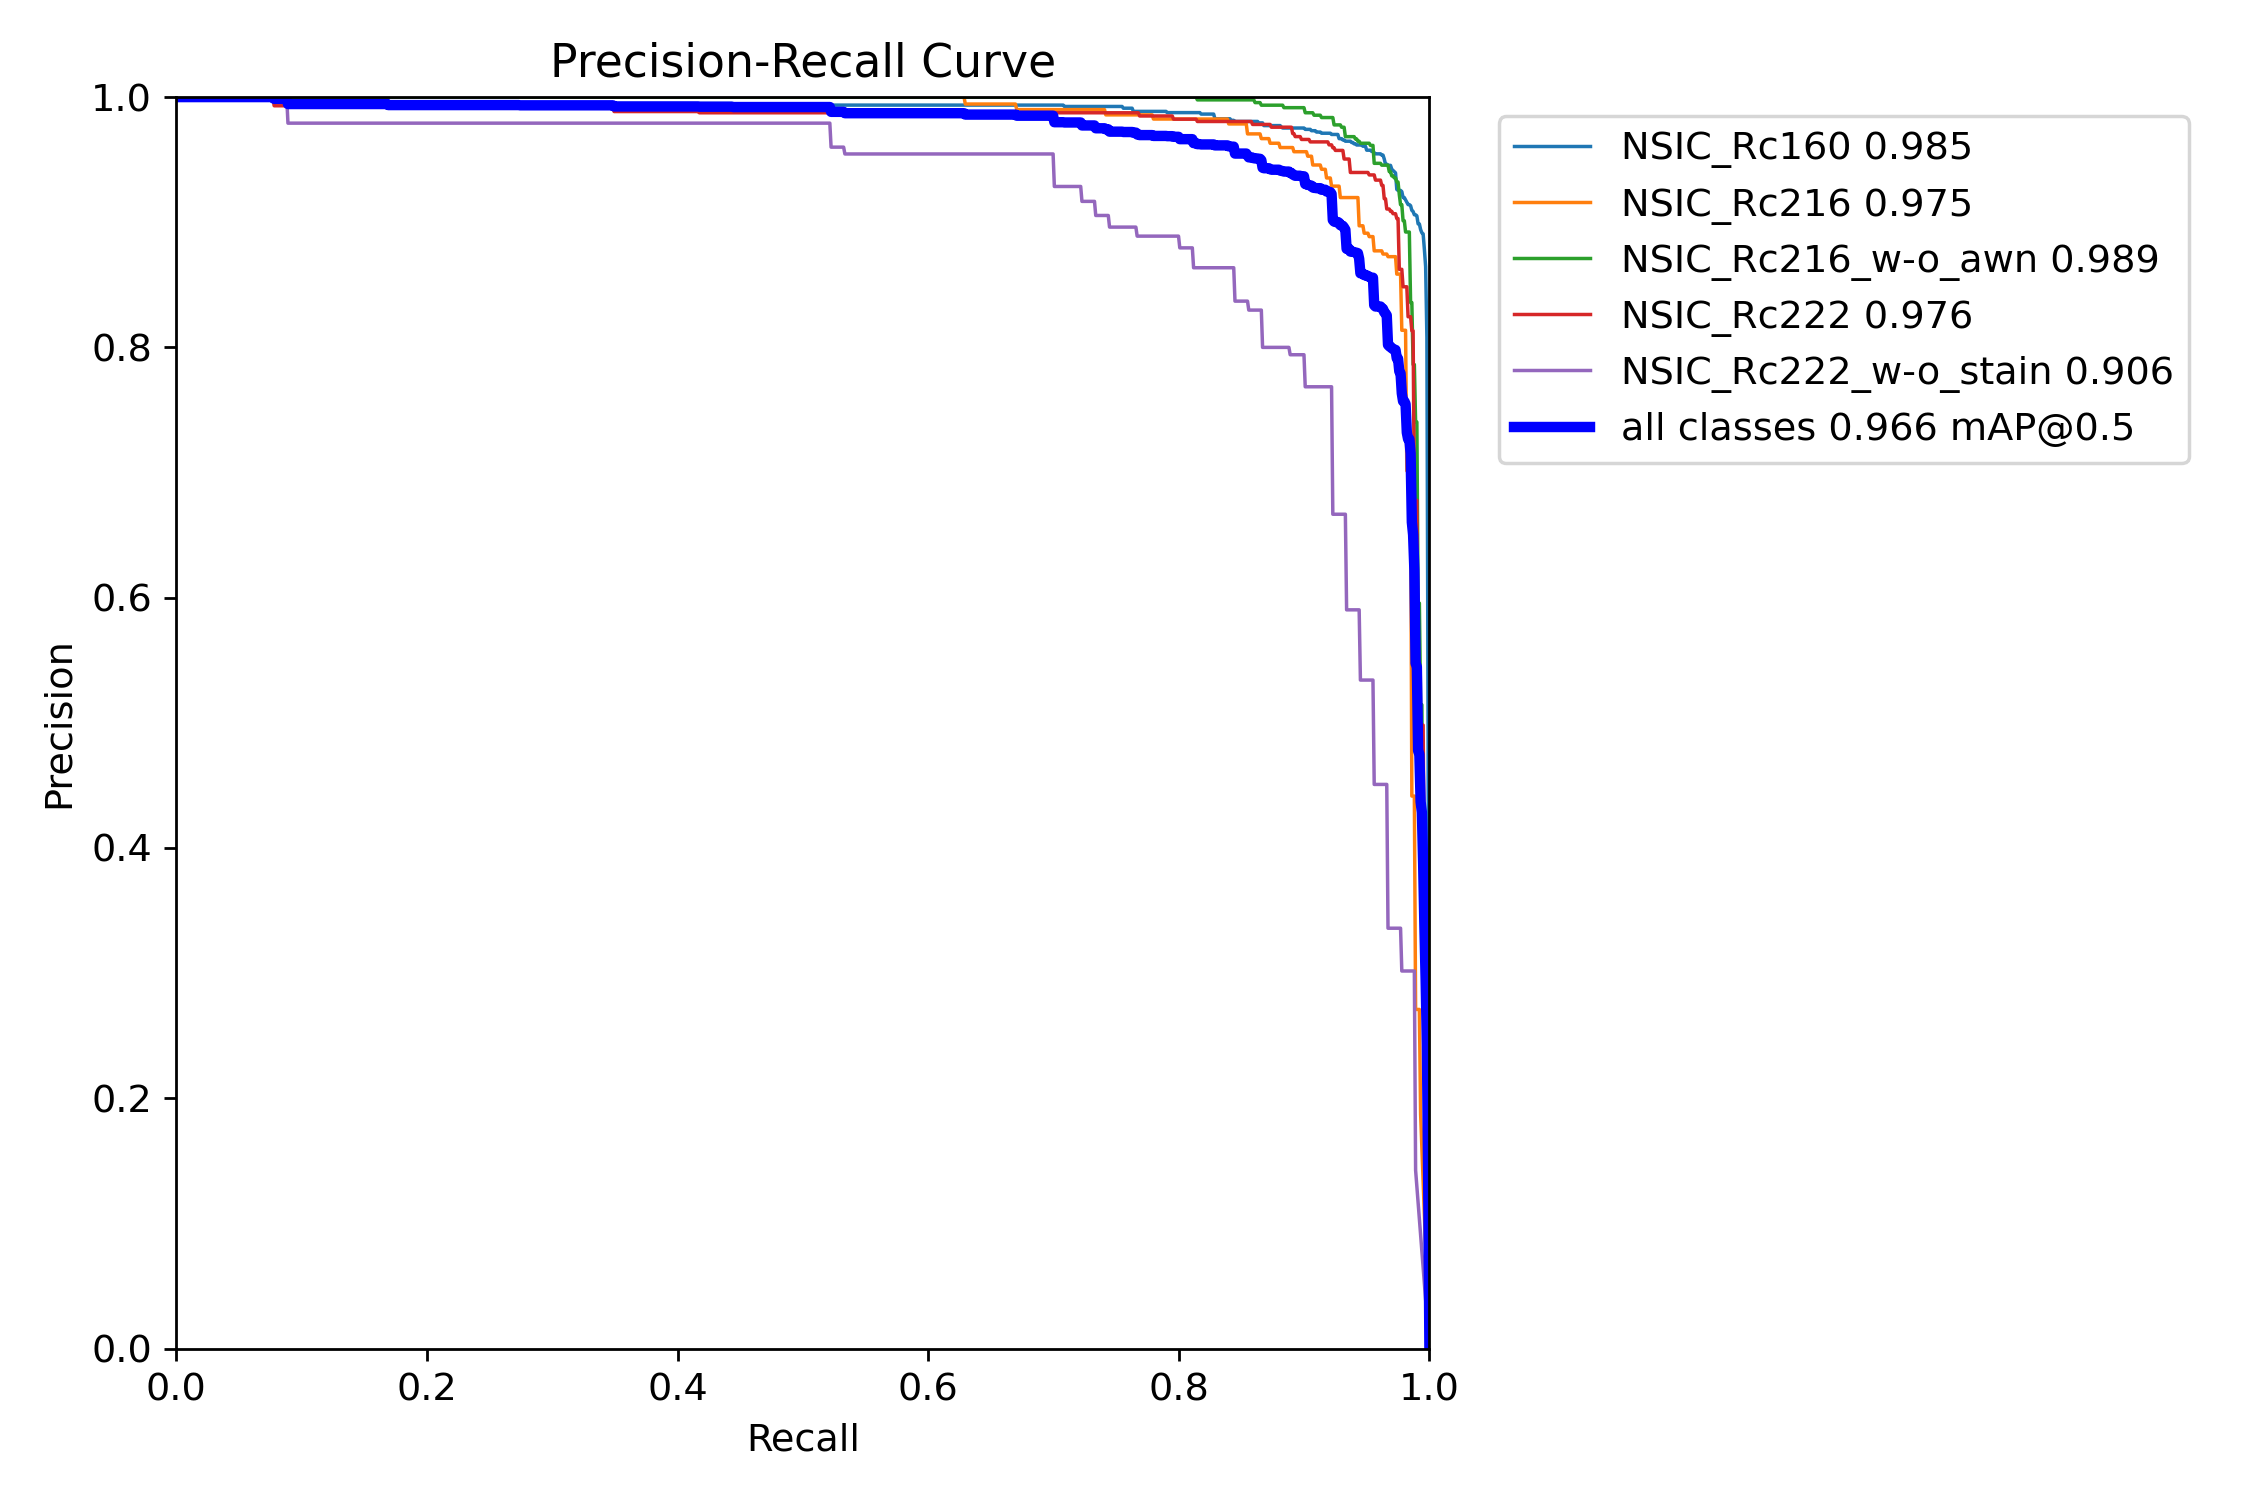 Precision-Recall Curve
1.0
0.8
0.6
0.4
0.2
0.0
Precision
0.0 0.2 0.4 0.6 0.8 1.0
Recall
NSIC_Rc160 0.985
NSIC_Rc216 0.975
NSIC_Rc216_w-o_awn 0.989
NSIC_Rc222 0.976
NSIC_Rc222_w-o_stain 0.906
all classes 0.966 mAP@0.5